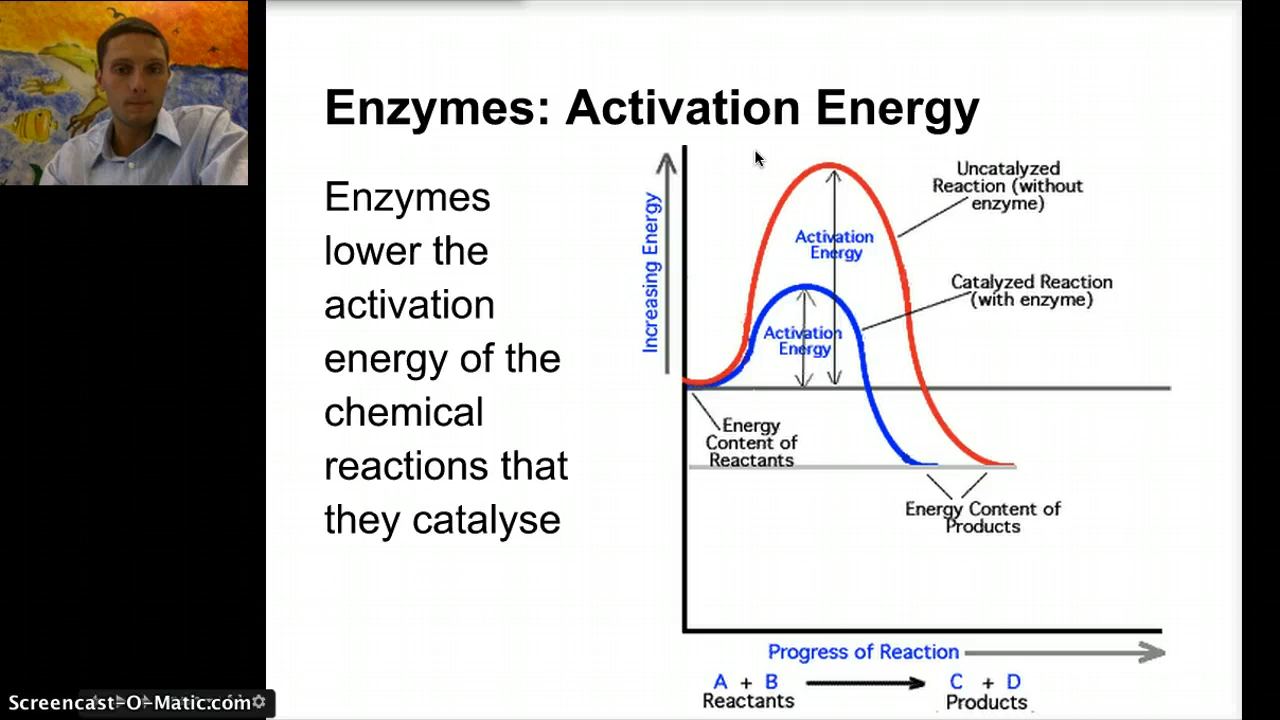 Enzymes: Activation Energy
Enzymes
lower the
activation
energy of the
chemical
reactions that
they catalyse
Increasing Energy
Uncatalyzed
Reaction (without
enzyme)
Activation
Energy
Catalyzed Reaction
(with enzyme)
Activation
Energy
Energy
Content of
Reactants
Energy Content of
Products
Progress of Reaction
A + B
C + D
Reactants
Products
Screencast-O-Matic.com